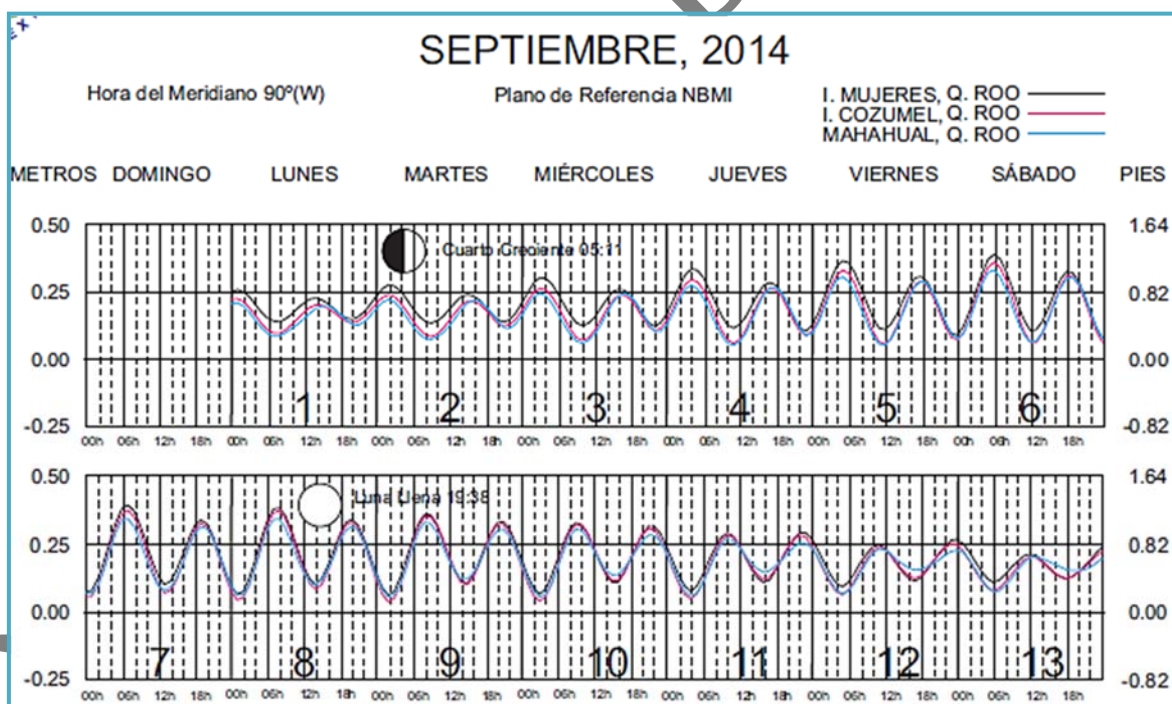 SEPTIEMBRE, 2014
Hora del Meridiano 90º(W) Plano de Referencia NBMI
I. MUJERES, Q. ROO
I. COZUMEL, Q. ROO
MAHAHUAL, Q. ROO
METROS DOMINGO LUNES MARTES MIÉRCOLES JUEVES VIERNES SÁBADO PIES
0.50 1.64
Cuarto Creciente 05:11
0.25 0.82
0.00 0.00
1 2 3 4 5 6
-0.25 -0.82
00h 06h 12h 18h 00h 06h 12h 18h 00h 06h 12h 18h 00h 06h 12h 18h 00h 06h 12h 18h 00h 06h 12h 18h 00h 06h 12h 18h
0.50 1.64
Luna Llena 19:38
0.25 0.82
0.00 0.00
7 8 9 10 11 12 13
-0.25 -0.82
00h 06h 12h 18h 00h 06h 12h 18h 00h 06h 12h 18h 00h 06h 12h 18h 00h 06h 12h 18h 00h 06h 12h 18h 00h 06h 12h 18h